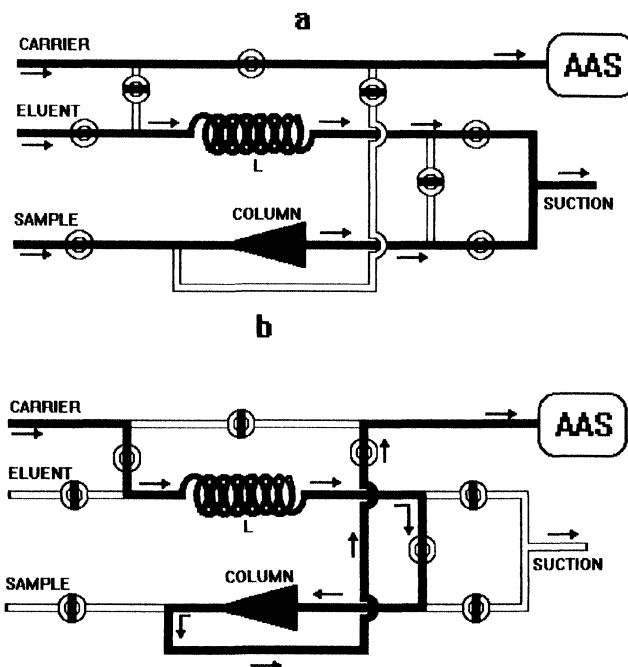 a
CARRIER
AAS
ELUENT
L
SUCTION
SAMPLE
COLUMN
b
CARRIER
AAS
ELUENT
L
SUCTION
SAMPLE
COLUMN